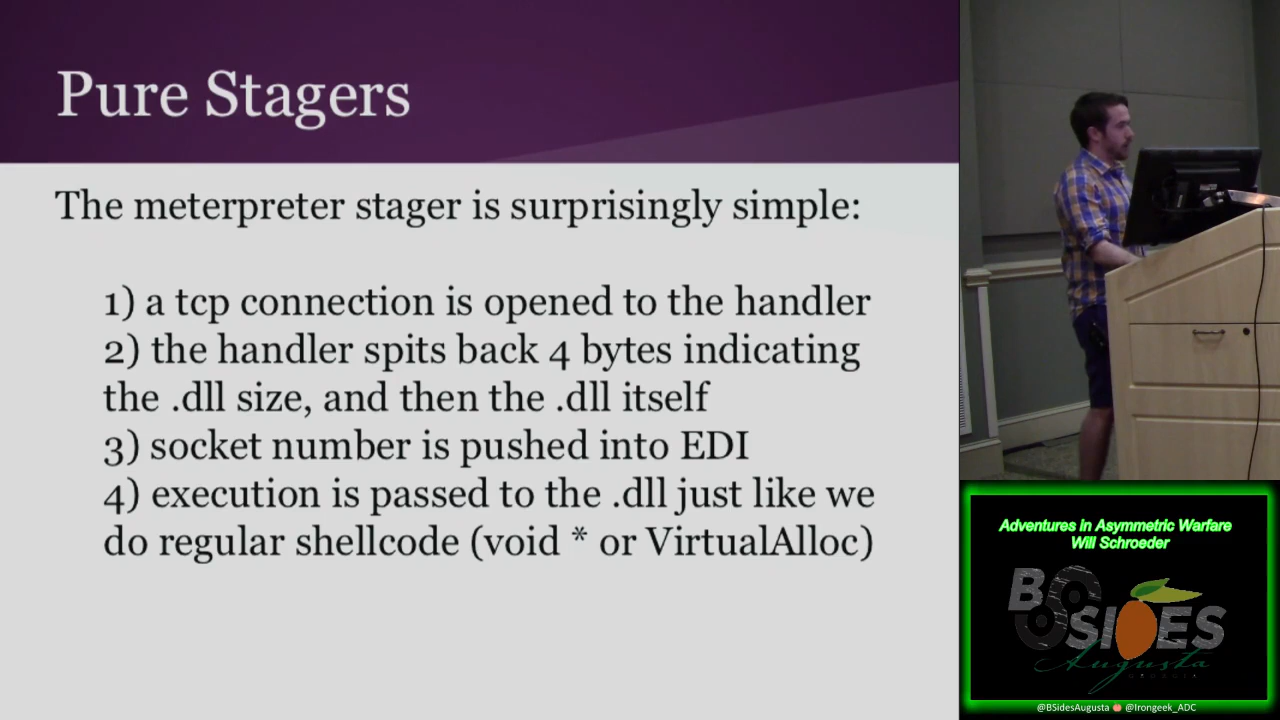 Pure Stagers
The meterpreter stager is surprisingly simple:
1) a tcp connection is opened to the handler
2) the handler spits back 4 bytes indicating
the .dll size, and then the .dll itself
3) socket number is pushed into EDI
4) execution is passed to the .dll just like we
do regular shellcode (void * or VirtualAlloc)
Adventures in Asymmetric Warfare
Will Schroeder
BSIDES
Augusta
GEORGIA
@BSidesAugusta @Irongeek_ADC